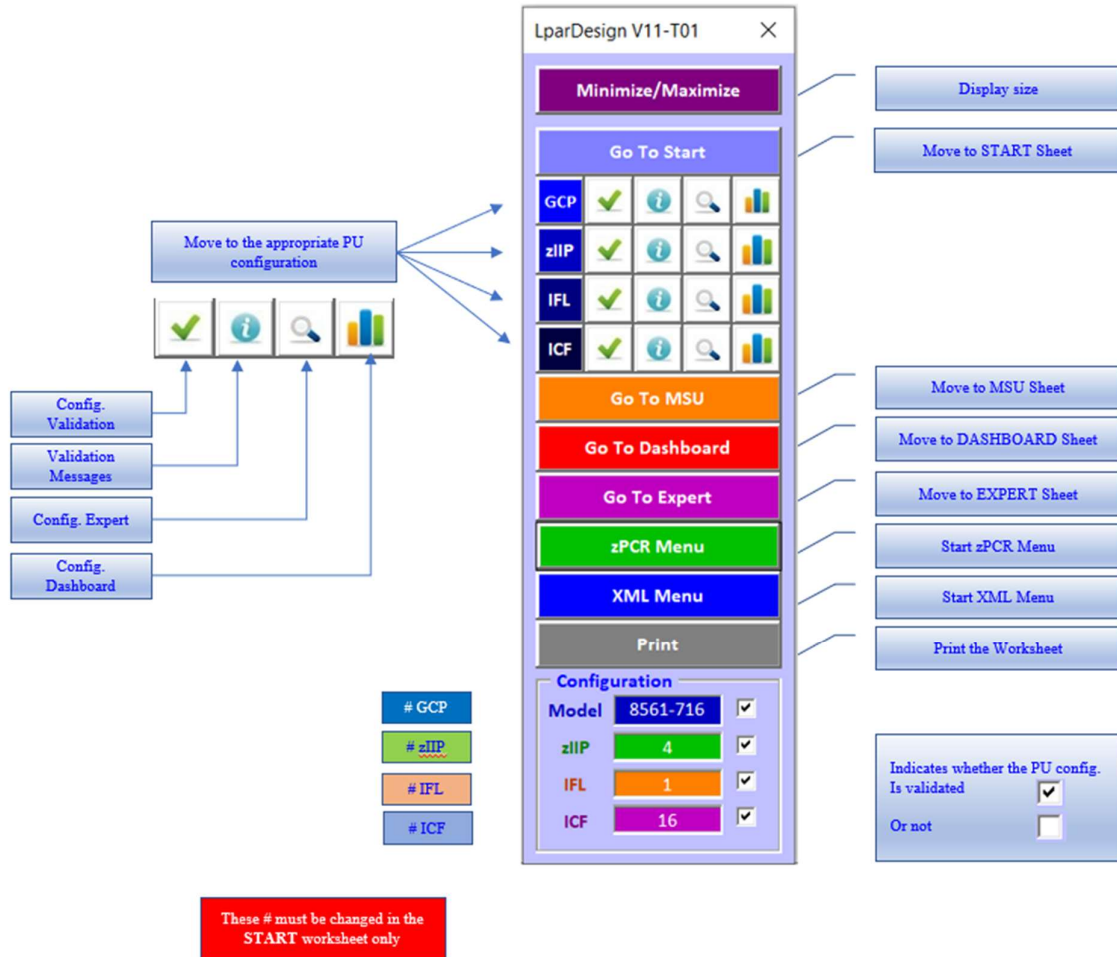 LparDesign V11-T01
Minimize/Maximize
Display size
Go To Start
Move to START Sheet
GCP
zIIP
IFL
ICF
Move to the appropriate PU
configuration
Config.
Validation
Validation
Messages
Config. Expert
Config.
Dashboard
Go To MSU
Move to MSU Sheet
Go To Dashboard
Move to DASHBOARD Sheet
Go To Expert
Move to EXPERT Sheet
zPCR Menu
Start zPCR Menu
XML Menu
Start XML Menu
Print
Print the Worksheet
Configuration
# GCP
Model 8561-716
# zIIP
zIIP 4
# IFL
IFL 1
# ICF
ICF 16
Indicates whether the PU config.
Is validated
Or not
These # must be changed in the
START worksheet only